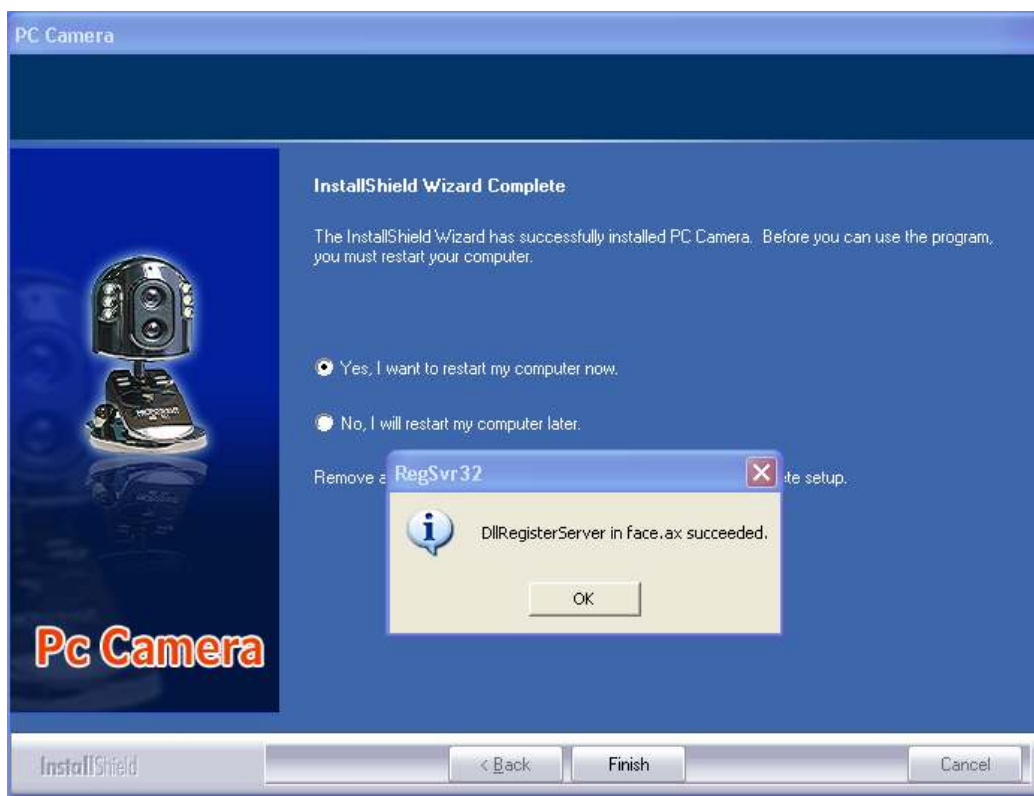 PC Camera
InstallShield Wizard Complete
The InstallShield Wizard has successfully installed PC Camera. Before you can use the program,
you must restart your computer.
Yes, I want to restart my computer now.
No, I will restart my computer later.
Remove a
te setup.
RegSvr32
DllRegisterServer in face.ax succeeded.
OK
Pc Camera
InstallShield
< Back
Finish
Cancel